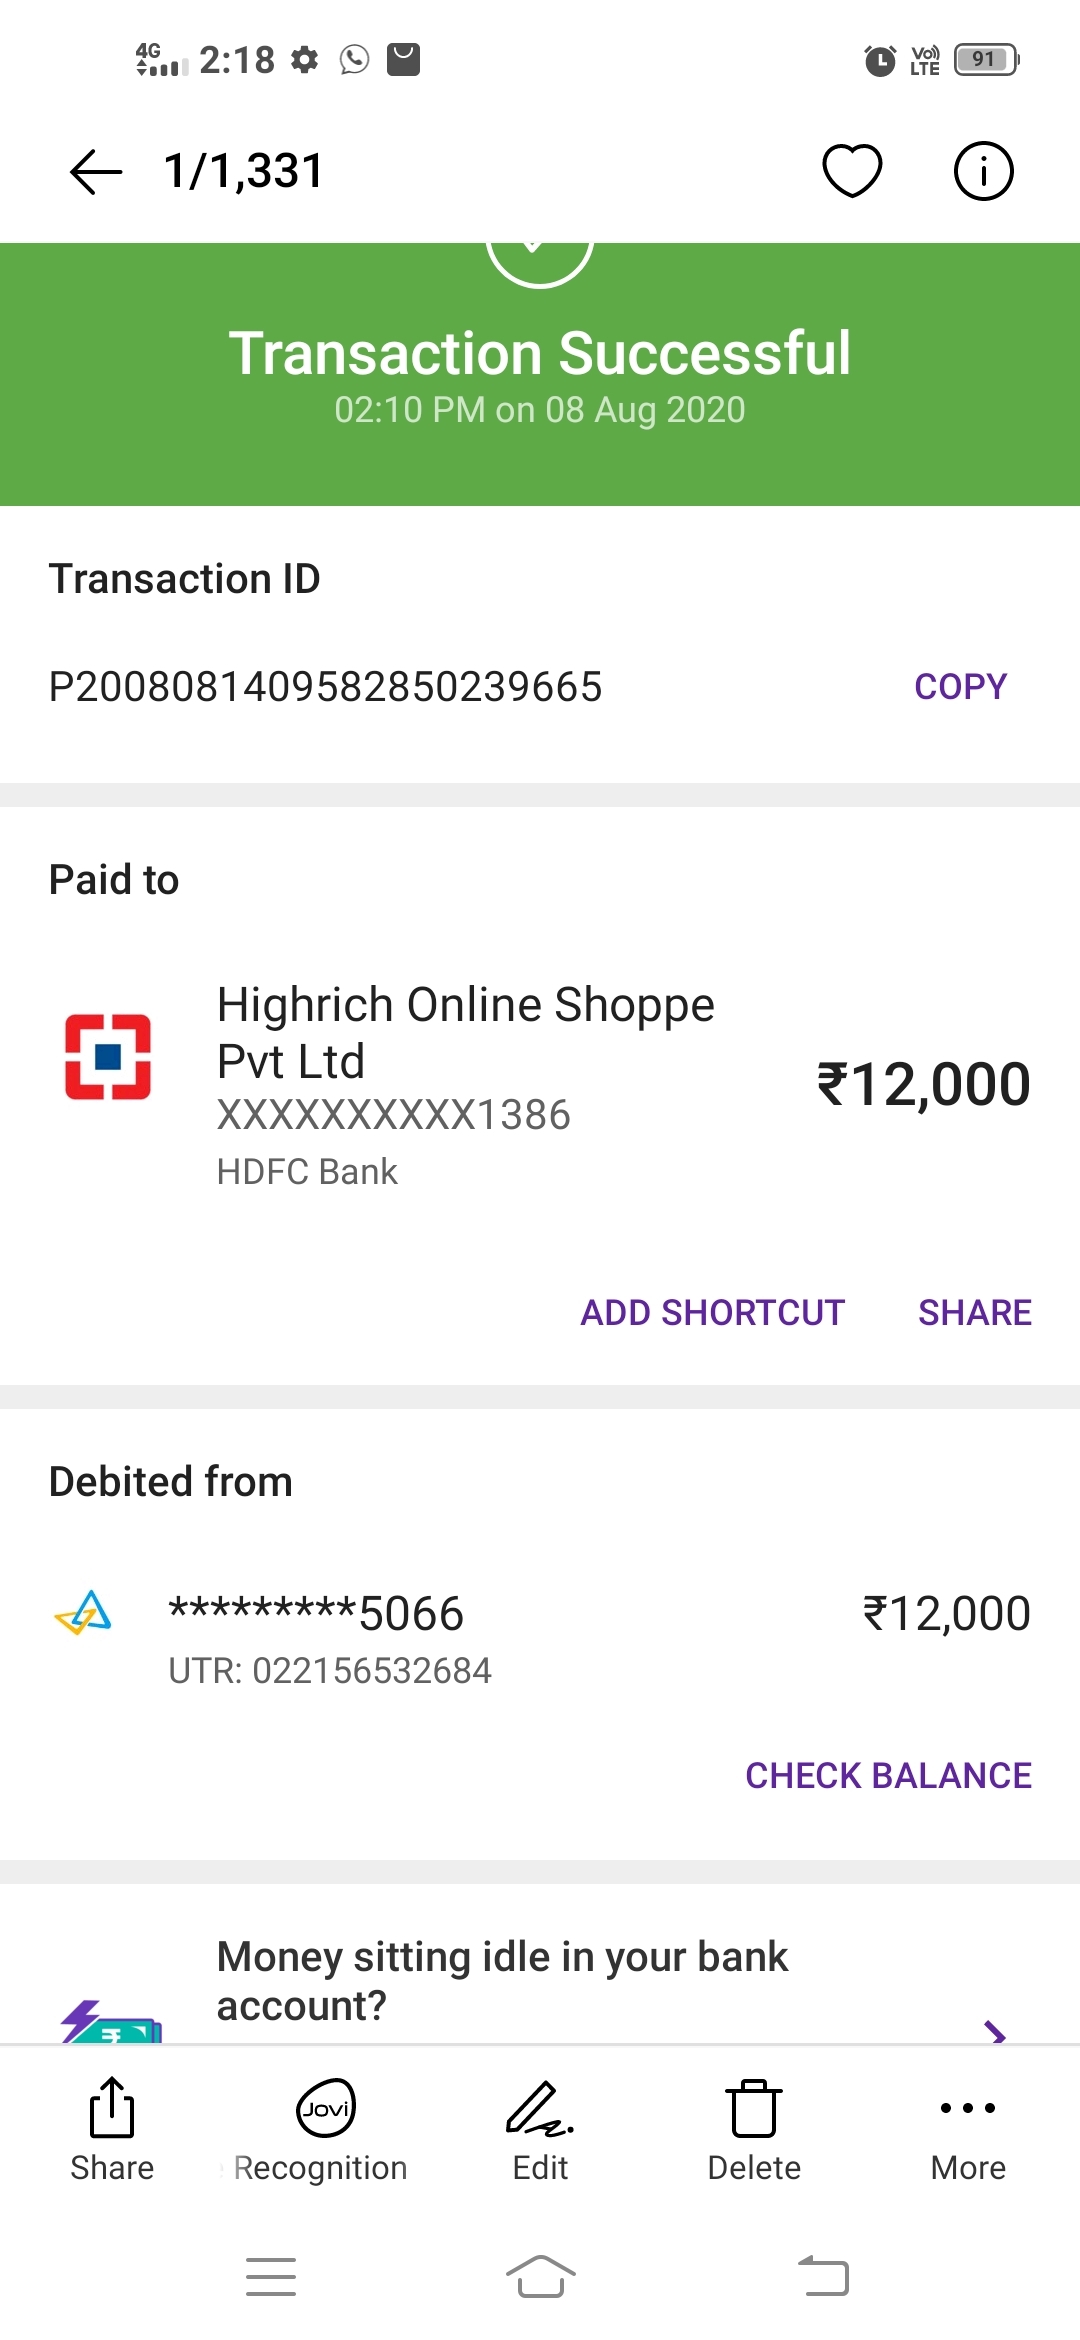 4G 2:18 Vo)) LTE 91
1/1,331
Transaction Successful
02:10 PM on 08 Aug 2020
Transaction ID
P2008081409582850239665 COPY
Paid to
Highrich Online Shoppe
Pvt Ltd
₹12,000
XXXXXXXXXX1386
HDFC Bank
ADD SHORTCUT SHARE
Debited from
*********5066 ₹12,000
UTR: 022156532684
CHECK BALANCE
Money sitting idle in your bank
account?
₹
Jovi
Share Recognition Edit Delete More